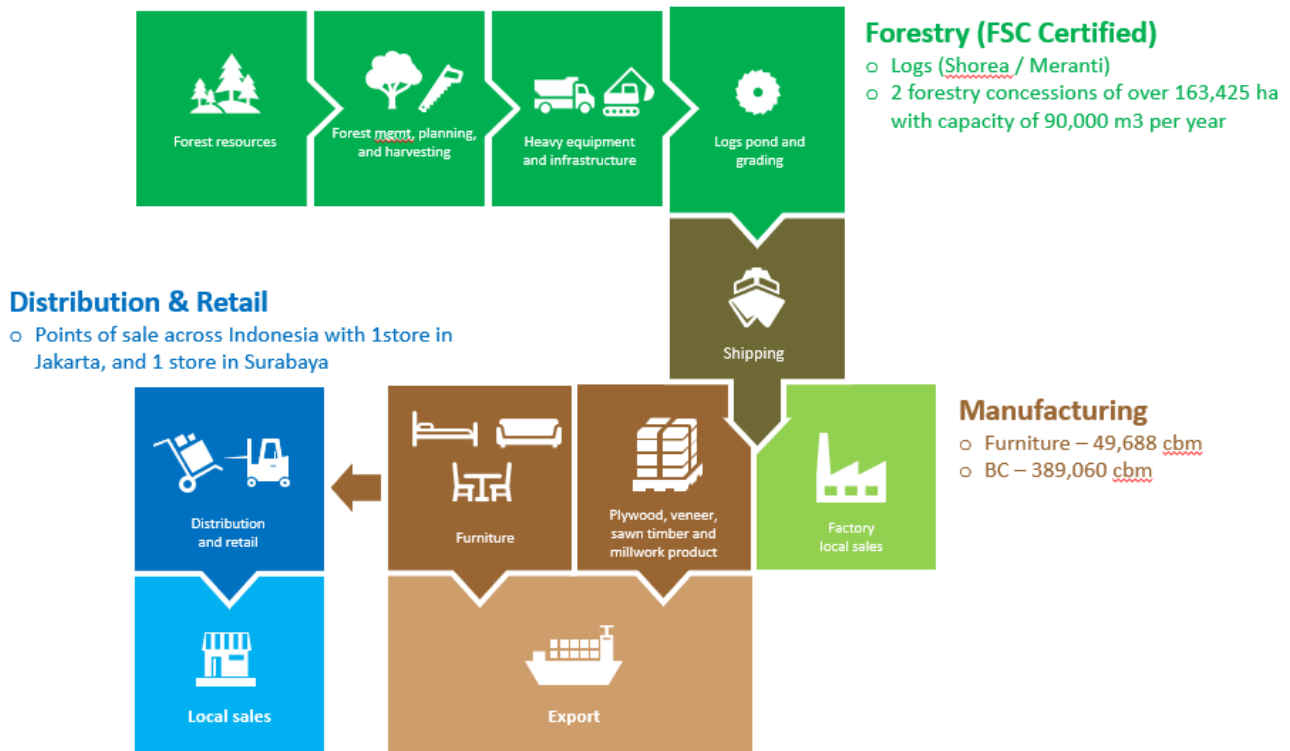 Forestry (FSC Certified)
o Logs (Shorea / Meranti)
o 2 forestry concessions of over 163,425 ha
with capacity of 90,000 m3 per year
Forest resources
Forest mgmt, planning,
and harvesting
Heavy equipment
and infrastructure
Logs pond and
grading
Shipping
Distribution & Retail
o Points of sale across Indonesia with 1store in
Jakarta, and 1 store in Surabaya
Manufacturing
o Furniture – 49,688 cbm
o BC – 389,060 cbm
Distribution
and retail
Furniture
Plywood, veneer,
sawn timber and
millwork product
Factory
local sales
Local sales
Export